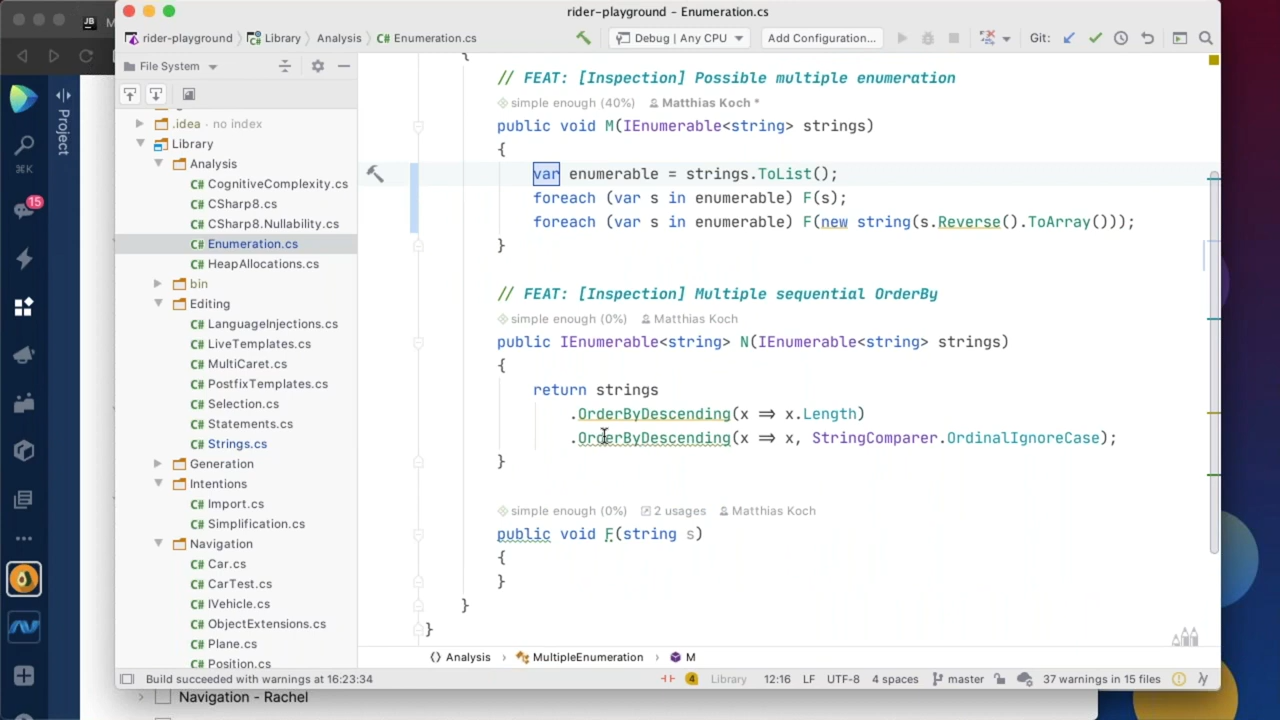 rider-playground – Enumeration.cs
JB
rider-playground
Library
Analysis
C# Enumeration.cs
Debug | Any CPU
Add Configuration...
Git:
File System
Project
⌘K
15
.idea – no index
Library
Analysis
C# CognitiveComplexity.cs
C# CSharp8.cs
C# CSharp8.Nullability.cs
C# Enumeration.cs
C# HeapAllocations.cs
bin
Editing
C# LanguageInjections.cs
C# LiveTemplates.cs
C# MultiCaret.cs
C# PostfixTemplates.cs
C# Selection.cs
C# Statements.cs
C# Strings.cs
Generation
Intentions
C# Import.cs
C# Simplification.cs
Navigation
C# Car.cs
C# CarTest.cs
C# IVehicle.cs
C# ObjectExtensions.cs
C# Plane.cs
C# Position.cs
{
// FEAT: [Inspection] Possible multiple enumeration
simple enough (40%) Matthias Koch *
public void M(IEnumerable<string> strings)
{
var enumerable = strings.ToList();
foreach (var s in enumerable) F(s);
foreach (var s in enumerable) F(new string(s.Reverse().ToArray()));
}
// FEAT: [Inspection] Multiple sequential OrderBy
simple enough (0%) Matthias Koch
public IEnumerable<string> N(IEnumerable<string> strings)
{
return strings
.OrderByDescending(x ⇒ x.Length)
.OrderByDescending(x ⇒ x, StringComparer.OrdinalIgnoreCase);
}
simple enough (0%) 2 usages Matthias Koch
public void F(string s)
{
}
}
}
{} Analysis
MultipleEnumeration
M
Build succeeded with warnings at 16:23:34
4
Library
12:16
LF
UTF-8
4 spaces
master
37 warnings in 15 files
Navigation - Rachel